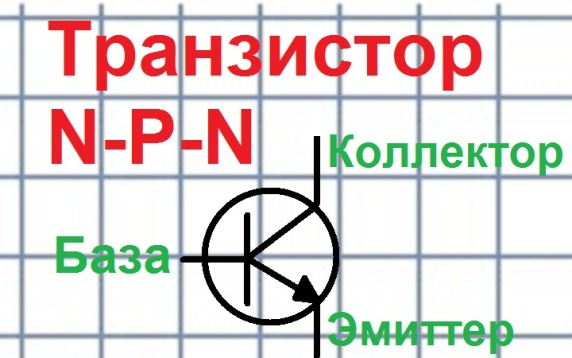 Транзистор
N-P-N
Коллектор
База
Эмиттер